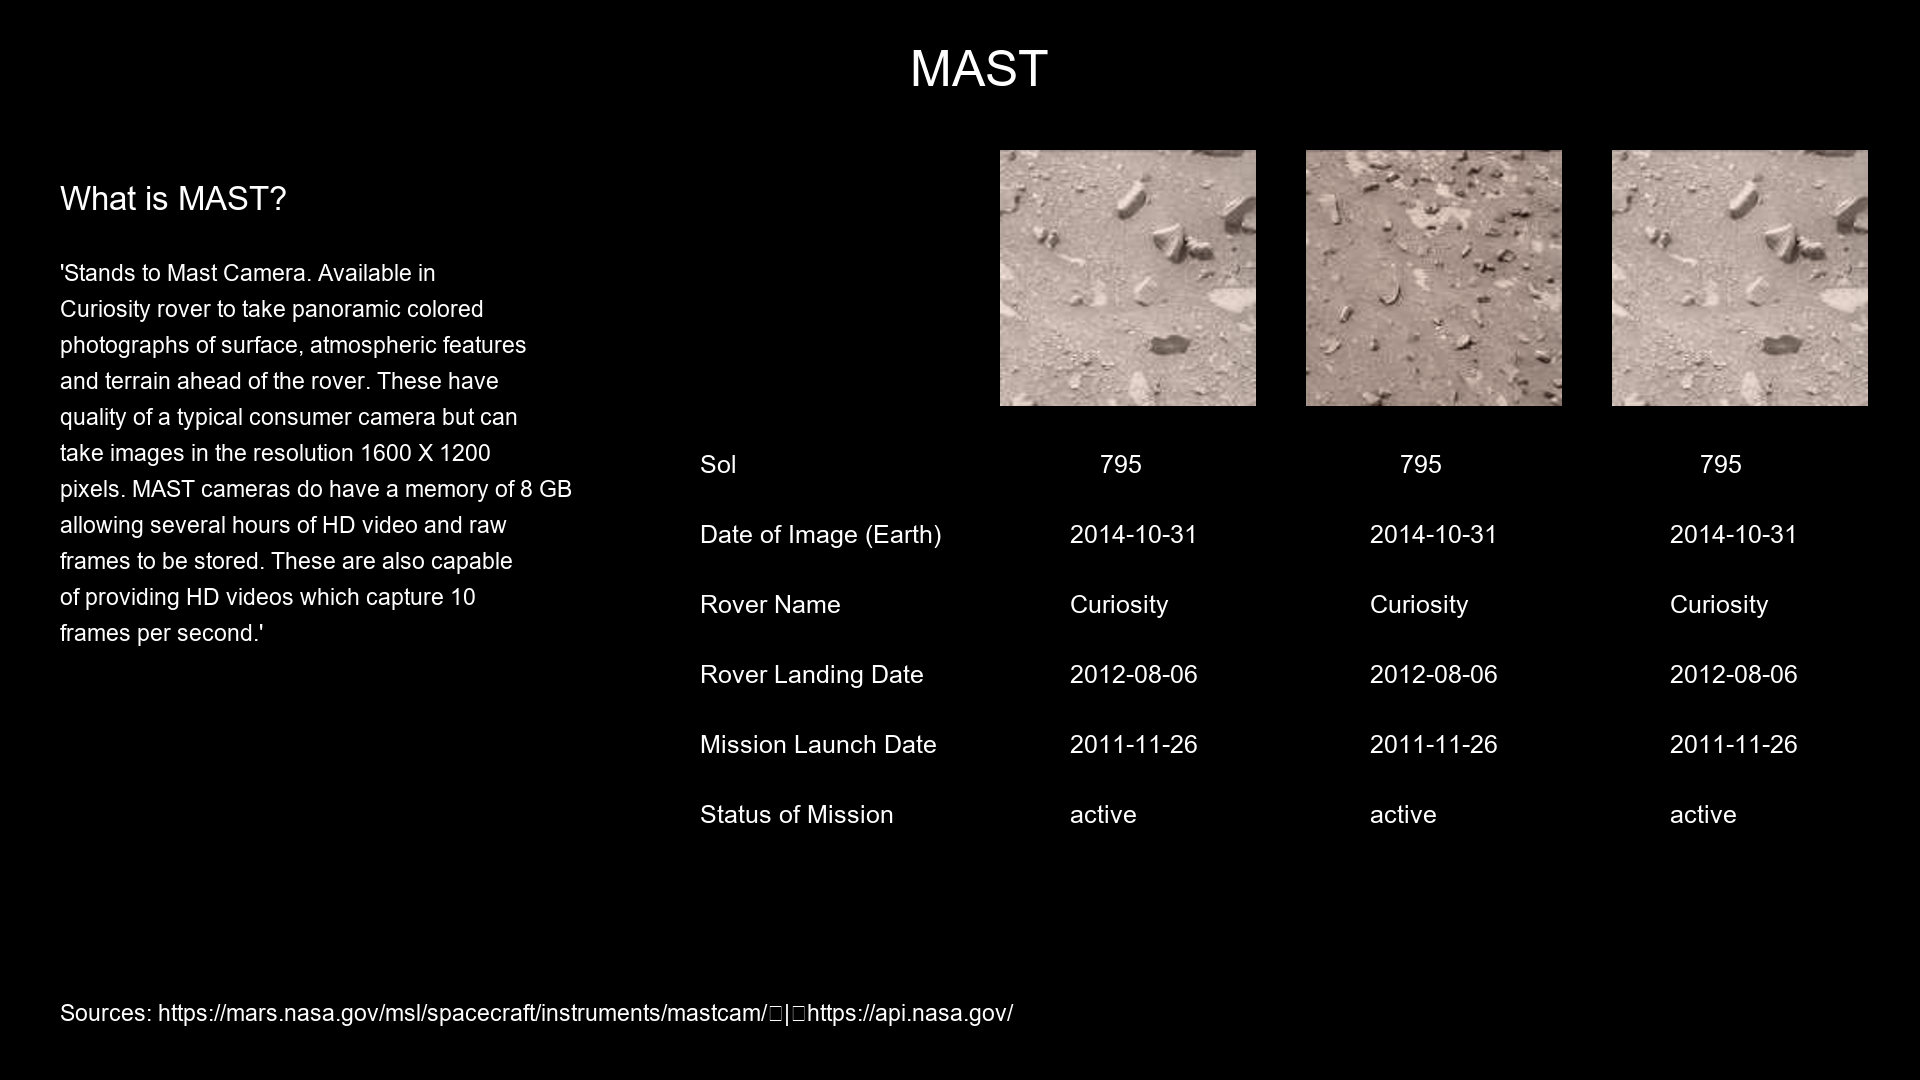 MAST
What is MAST?
'Stands to Mast Camera. Available in
Curiosity rover to take panoramic colored
photographs of surface, atmospheric features
and terrain ahead of the rover. These have
quality of a typical consumer camera but can
take images in the resolution 1600 X 1200
pixels. MAST cameras do have a memory of 8 GB
allowing several hours of HD video and raw
frames to be stored. These are also capable
of providing HD videos which capture 10
frames per second.'
Sol 795 795 795
Date of Image (Earth) 2014-10-31 2014-10-31 2014-10-31
Rover Name Curiosity Curiosity Curiosity
Rover Landing Date 2012-08-06 2012-08-06 2012-08-06
Mission Launch Date 2011-11-26 2011-11-26 2011-11-26
Status of Mission active active active
Sources: https://mars.nasa.gov/msl/spacecraft/instruments/mastcam/□|□https://api.nasa.gov/